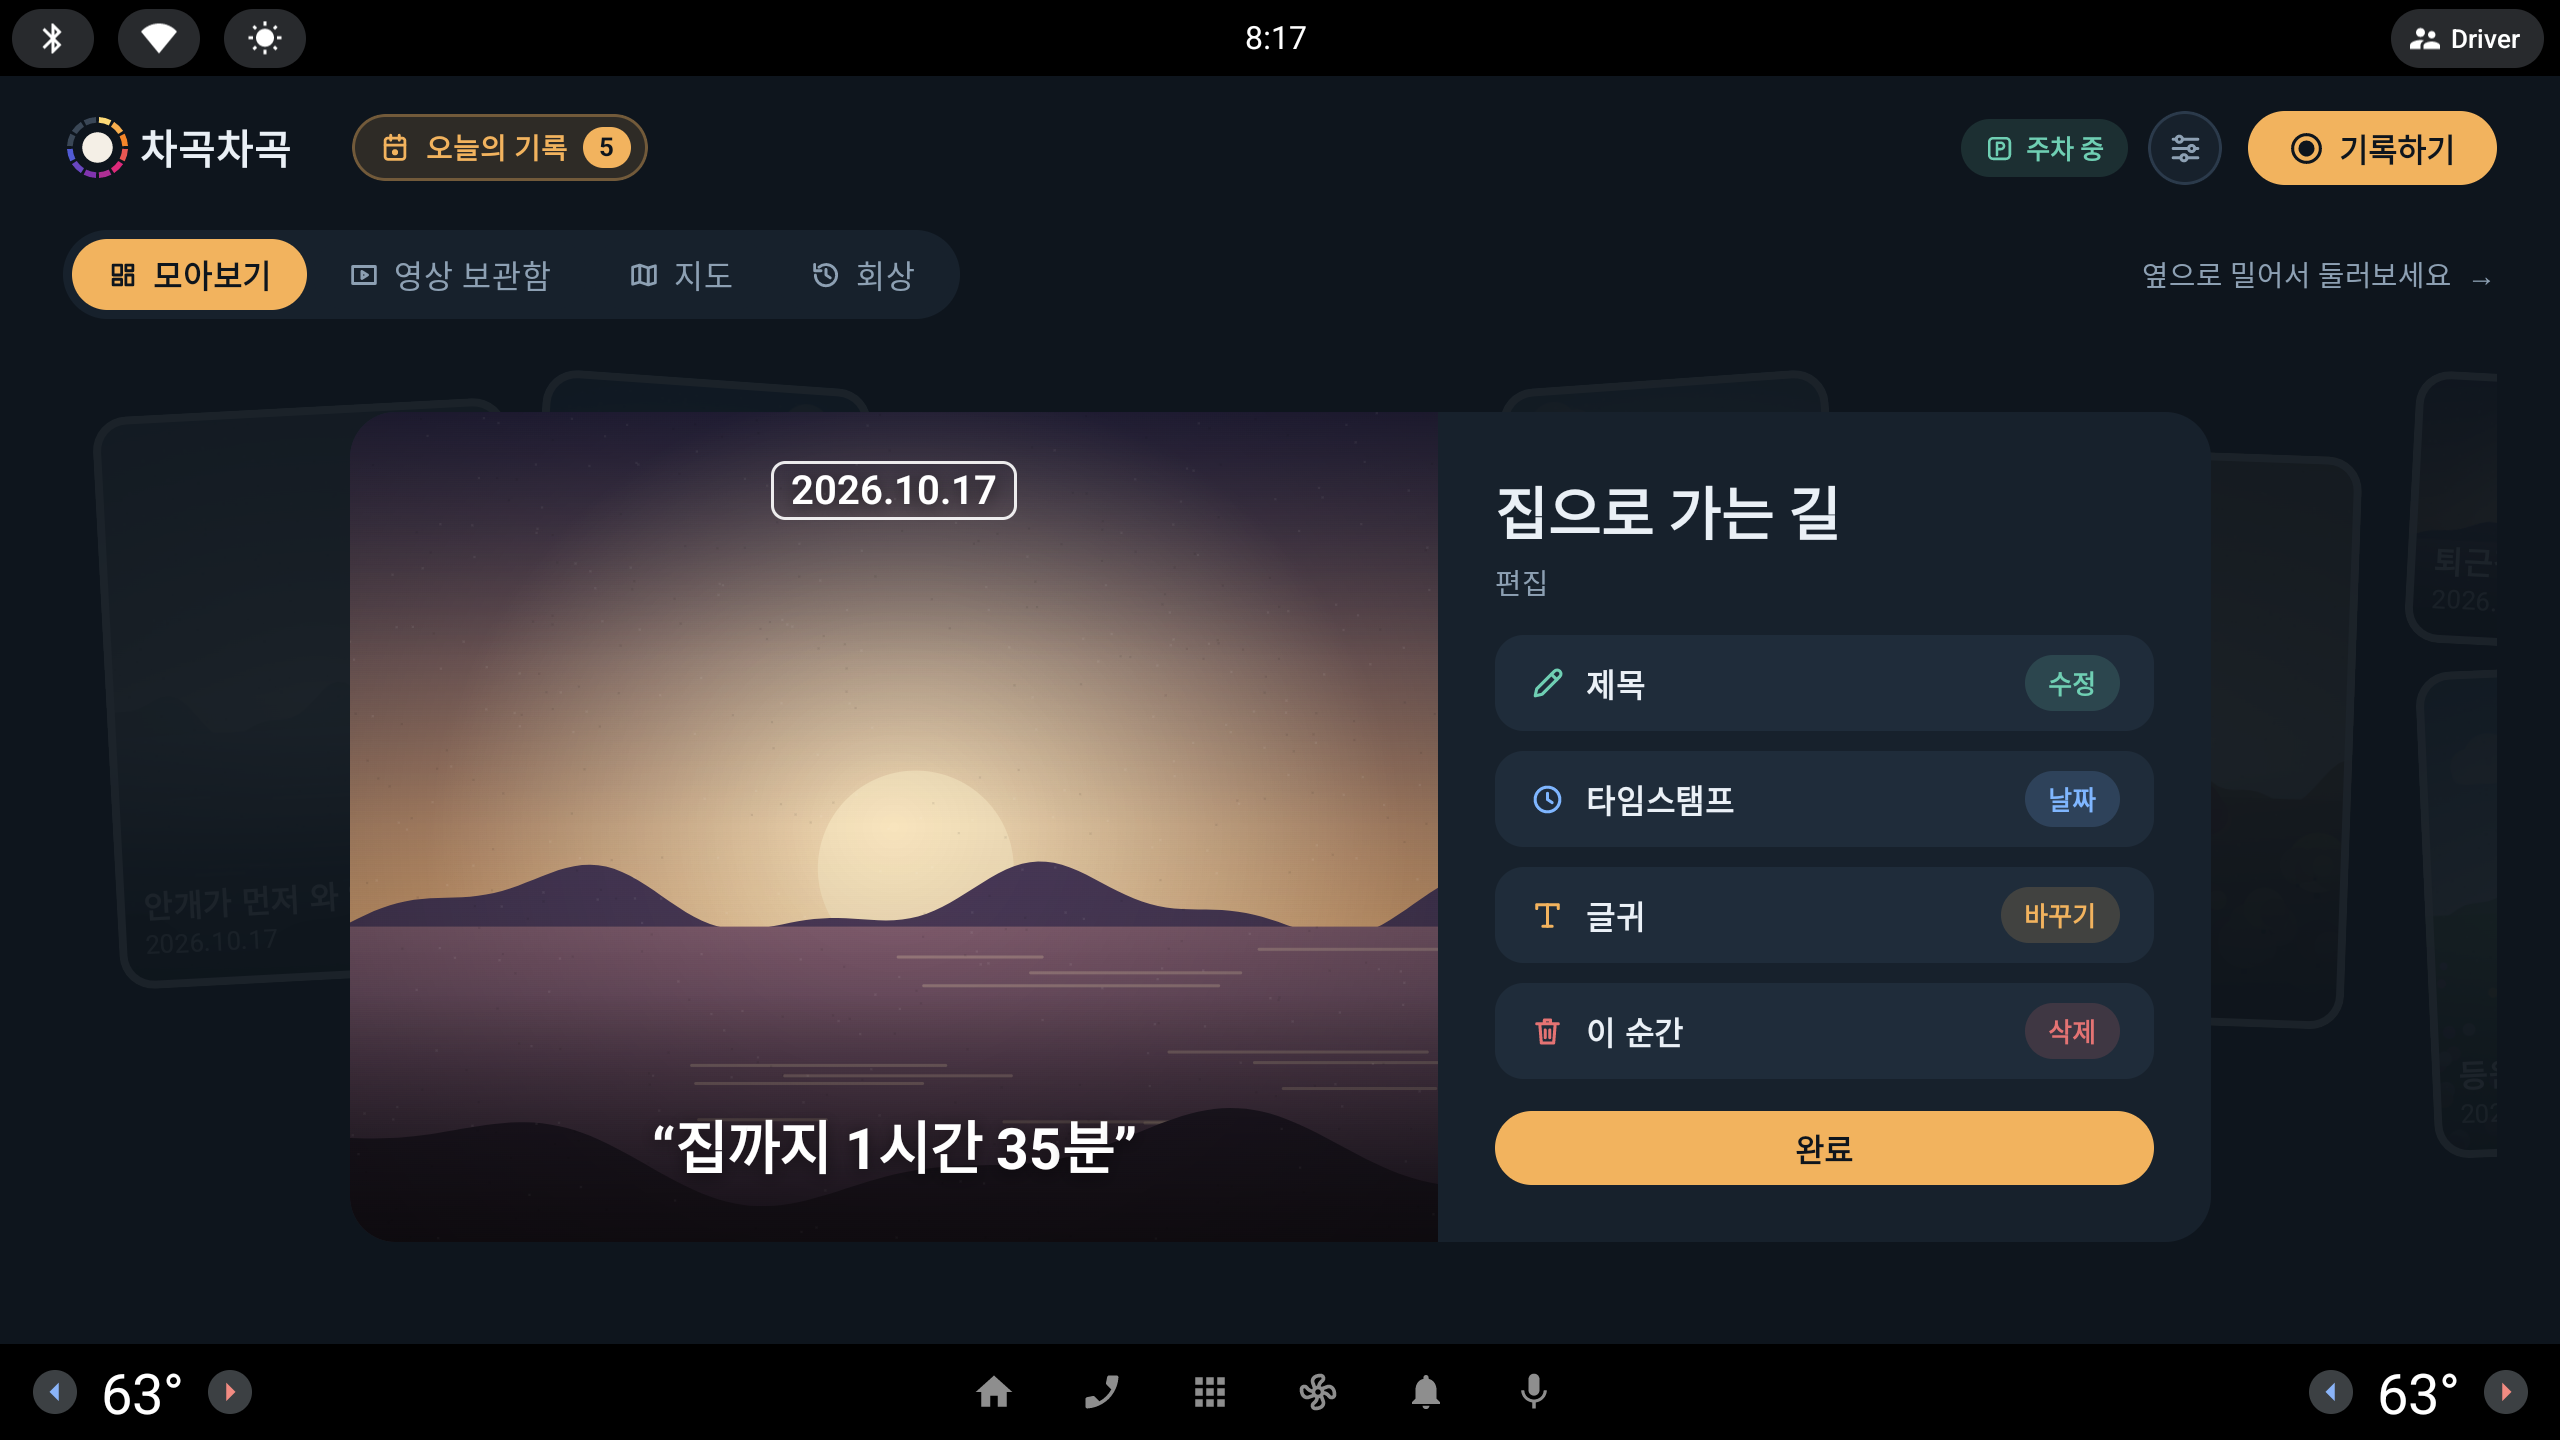 8:17
Driver
차곡차곡
오늘의 기록 5
주차 중
기록하기
모아보기
영상 보관함
지도
회상
옆으로 밀어서 둘러보세요 →
2026.10.17
집으로 가는 길
편집
제목
수정
타임스탬프
날짜
글귀
바꾸기
이 순간
삭제
완료
“집까지 1시간 35분”
안개가 먼저 와
2026.10.17
퇴근
2026.
202
63°
63°